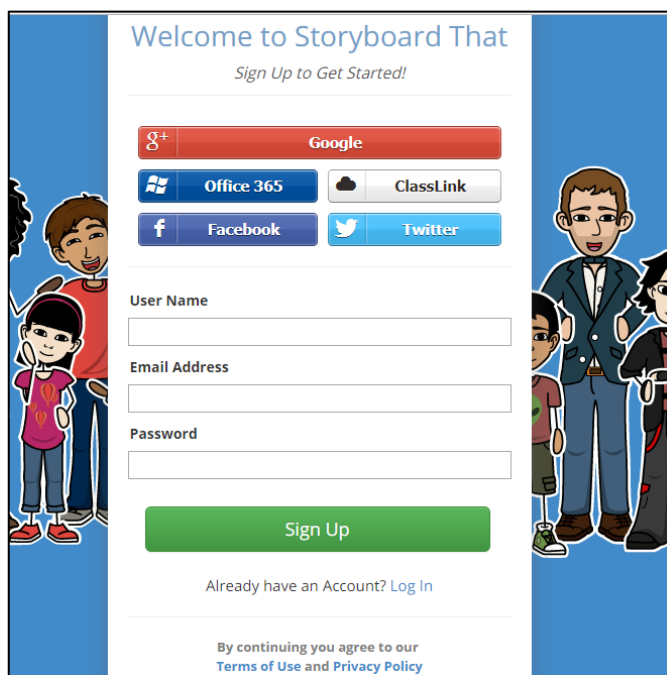 Welcome to Storyboard That
Sign Up to Get Started!
g+ Google
Office 365
ClassLink
f Facebook
Twitter
User Name
Email Address
Password
Sign Up
Already have an Account? Log In
By continuing you agree to our
Terms of Use and Privacy Policy